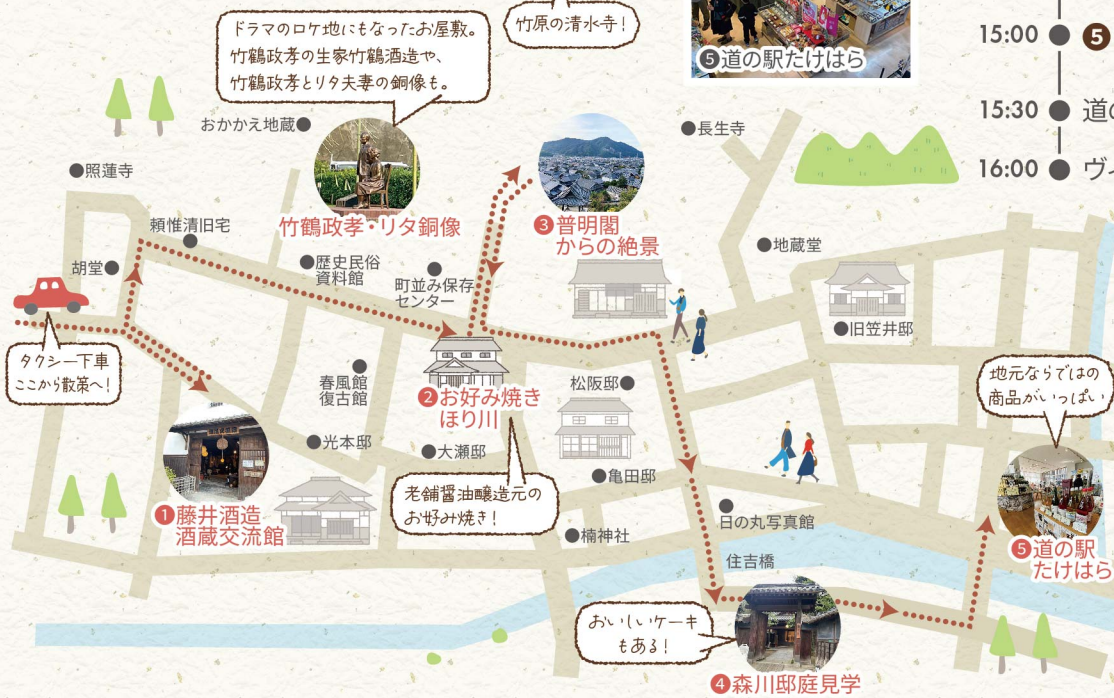 ドラマのロケ地にもなったお屋敷。
竹鶴政孝の生家竹鶴酒造や、
竹鶴政孝とリタ夫妻の銅像も。
竹原の清水寺！
❺道の駅たけはら
15:00 ● ❺
15:30 ● 道の
16:00 ● ヴィ
おかかえ地蔵●
●長生寺
●照蓮寺
竹鶴政孝・リタ銅像
❸普明閣
からの絶景
頼惟清旧宅
胡堂●
●歴史民俗
資料館
町並み保存
センター
●地蔵堂
●旧笠井邸
タクシー下車
ここから散策へ！
春風館
復古館
❷お好み焼き
ほり川
松阪邸●
地元ならではの
商品がいっぱい
●光本邸
●大瀬邸
老舗醤油醸造元の
お好み焼き！
●亀田邸
❶藤井酒造
酒蔵交流館
●楠神社
日の丸写真館
住吉橋
❺道の駅
たけはら
おいしいケーキ
もある！
❹森川邸庭見学